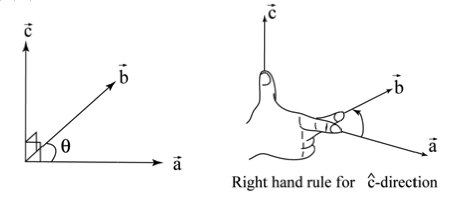 c⃗
b⃗
θ
a⃗
c⃗
b⃗
a⃗
Right hand rule for ĉ-direction